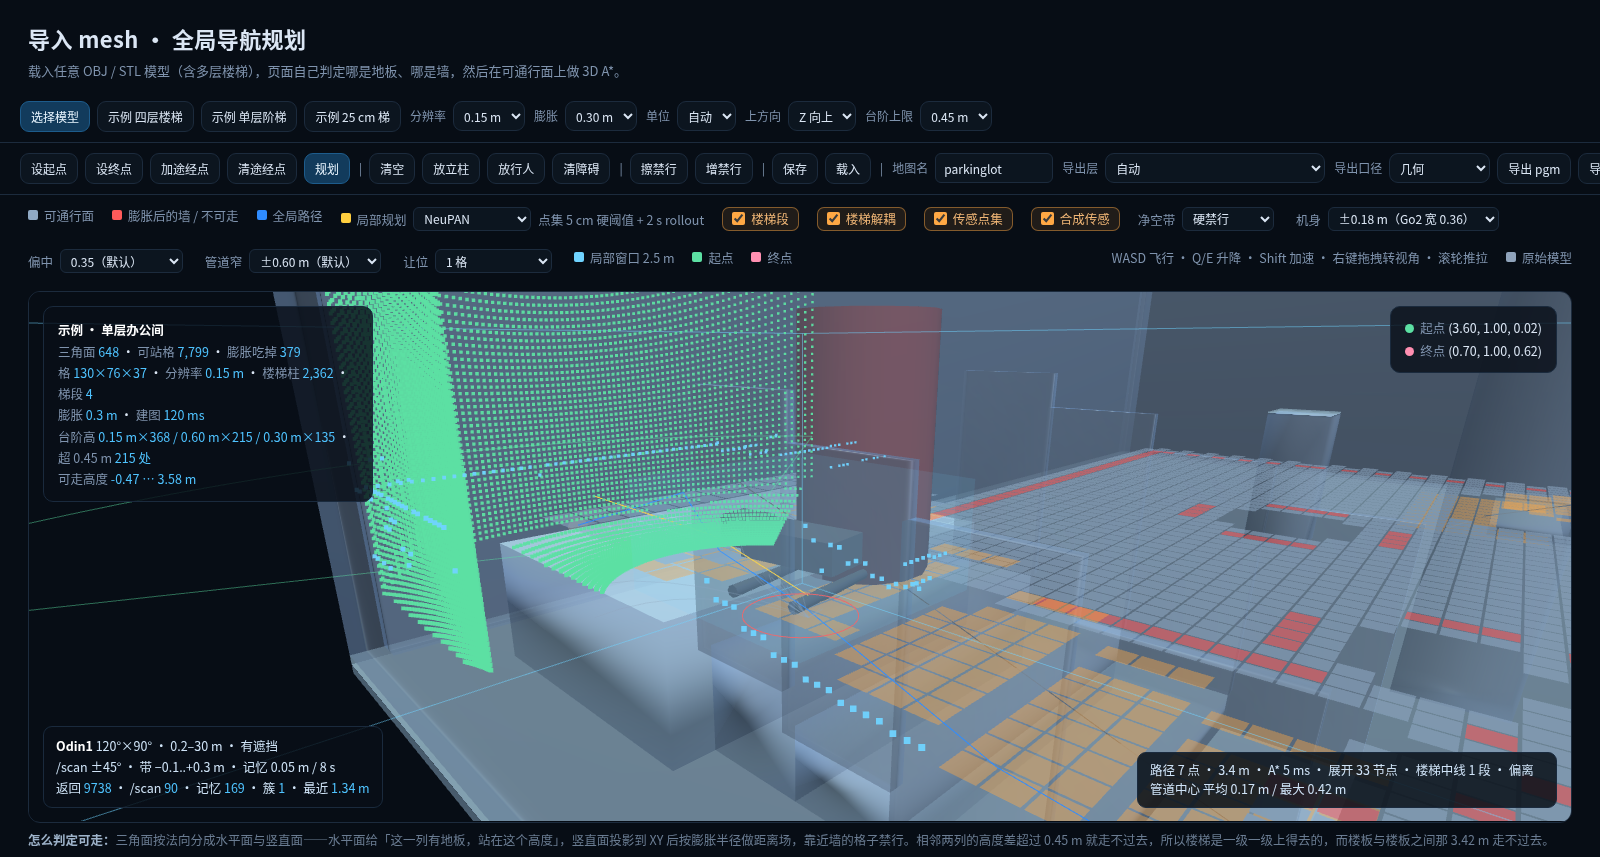 导入 mesh · 全局导航规划
载入任意 OBJ / STL 模型（含多层楼梯），页面自己判定哪是地板、哪是墙，然后在可通行面上做 3D A*。
选择模型 示例 四层楼梯 示例 单层阶梯 示例 25 cm 梯 分辨率 0.15 m 膨胀 0.30 m 单位 自动 上方向 Z 向上 台阶上限 0.45 m
设起点 设终点 加途经点 清途经点 规划 | 清空 放立柱 放行人 清障碍 | 擦禁行 增禁行 | 保存 载入 | 地图名 parkinglot 导出层 自动 导出口径 几何 导出 pgm 导
可通行面 膨胀后的墙 / 不可走 全局路径 局部规划 NeuPAN 点集 5 cm 硬阈值 + 2 s rollout 楼梯段 楼梯解耦 传感点集 合成传感 净空带 硬禁行 机身 ±0.18 m（Go2 宽 0.36）
偏中 0.35（默认） 管道窄 ±0.60 m（默认） 让位 1 格 局部窗口 2.5 m 起点 终点 WASD 飞行 · Q/E 升降 · Shift 加速 · 右键拖拽转视角 · 滚轮推拉 原始模型
示例 · 单层办公间
三角面 648 · 可站格 7,799 · 膨胀吃掉 379
格 130×76×37 · 分辨率 0.15 m · 楼梯柱 2,362 ·
梯段 4
膨胀 0.3 m · 建图 120 ms
台阶高 0.15 m×368 / 0.60 m×215 / 0.30 m×135 ·
超 0.45 m 215 处
可走高度 -0.47 ⋯ 3.58 m
起点 (3.60, 1.00, 0.02)
终点 (0.70, 1.00, 0.62)
Odin1 120°×90° · 0.2–30 m · 有遮挡
/scan ±45° · 带 −0.1..+0.3 m · 记忆 0.05 m / 8 s
返回 9738 · /scan 90 · 记忆 169 · 簇 1 · 最近 1.34 m
路径 7 点 · 3.4 m · A* 5 ms · 展开 33 节点 · 楼梯中线 1 段 · 偏离
管道中心 平均 0.17 m / 最大 0.42 m
怎么判定可走：三角面按法向分成水平面与竖直面——水平面给「这一列有地板，站在这个高度」，竖直面投影到 XY 后按膨胀半径做距离场，靠近墙的格子禁行。相邻两列的高度差超过 0.45 m 就走不过去，所以楼梯是一级一级上得去的，而楼板与楼板之间那 3.42 m 走不过去。